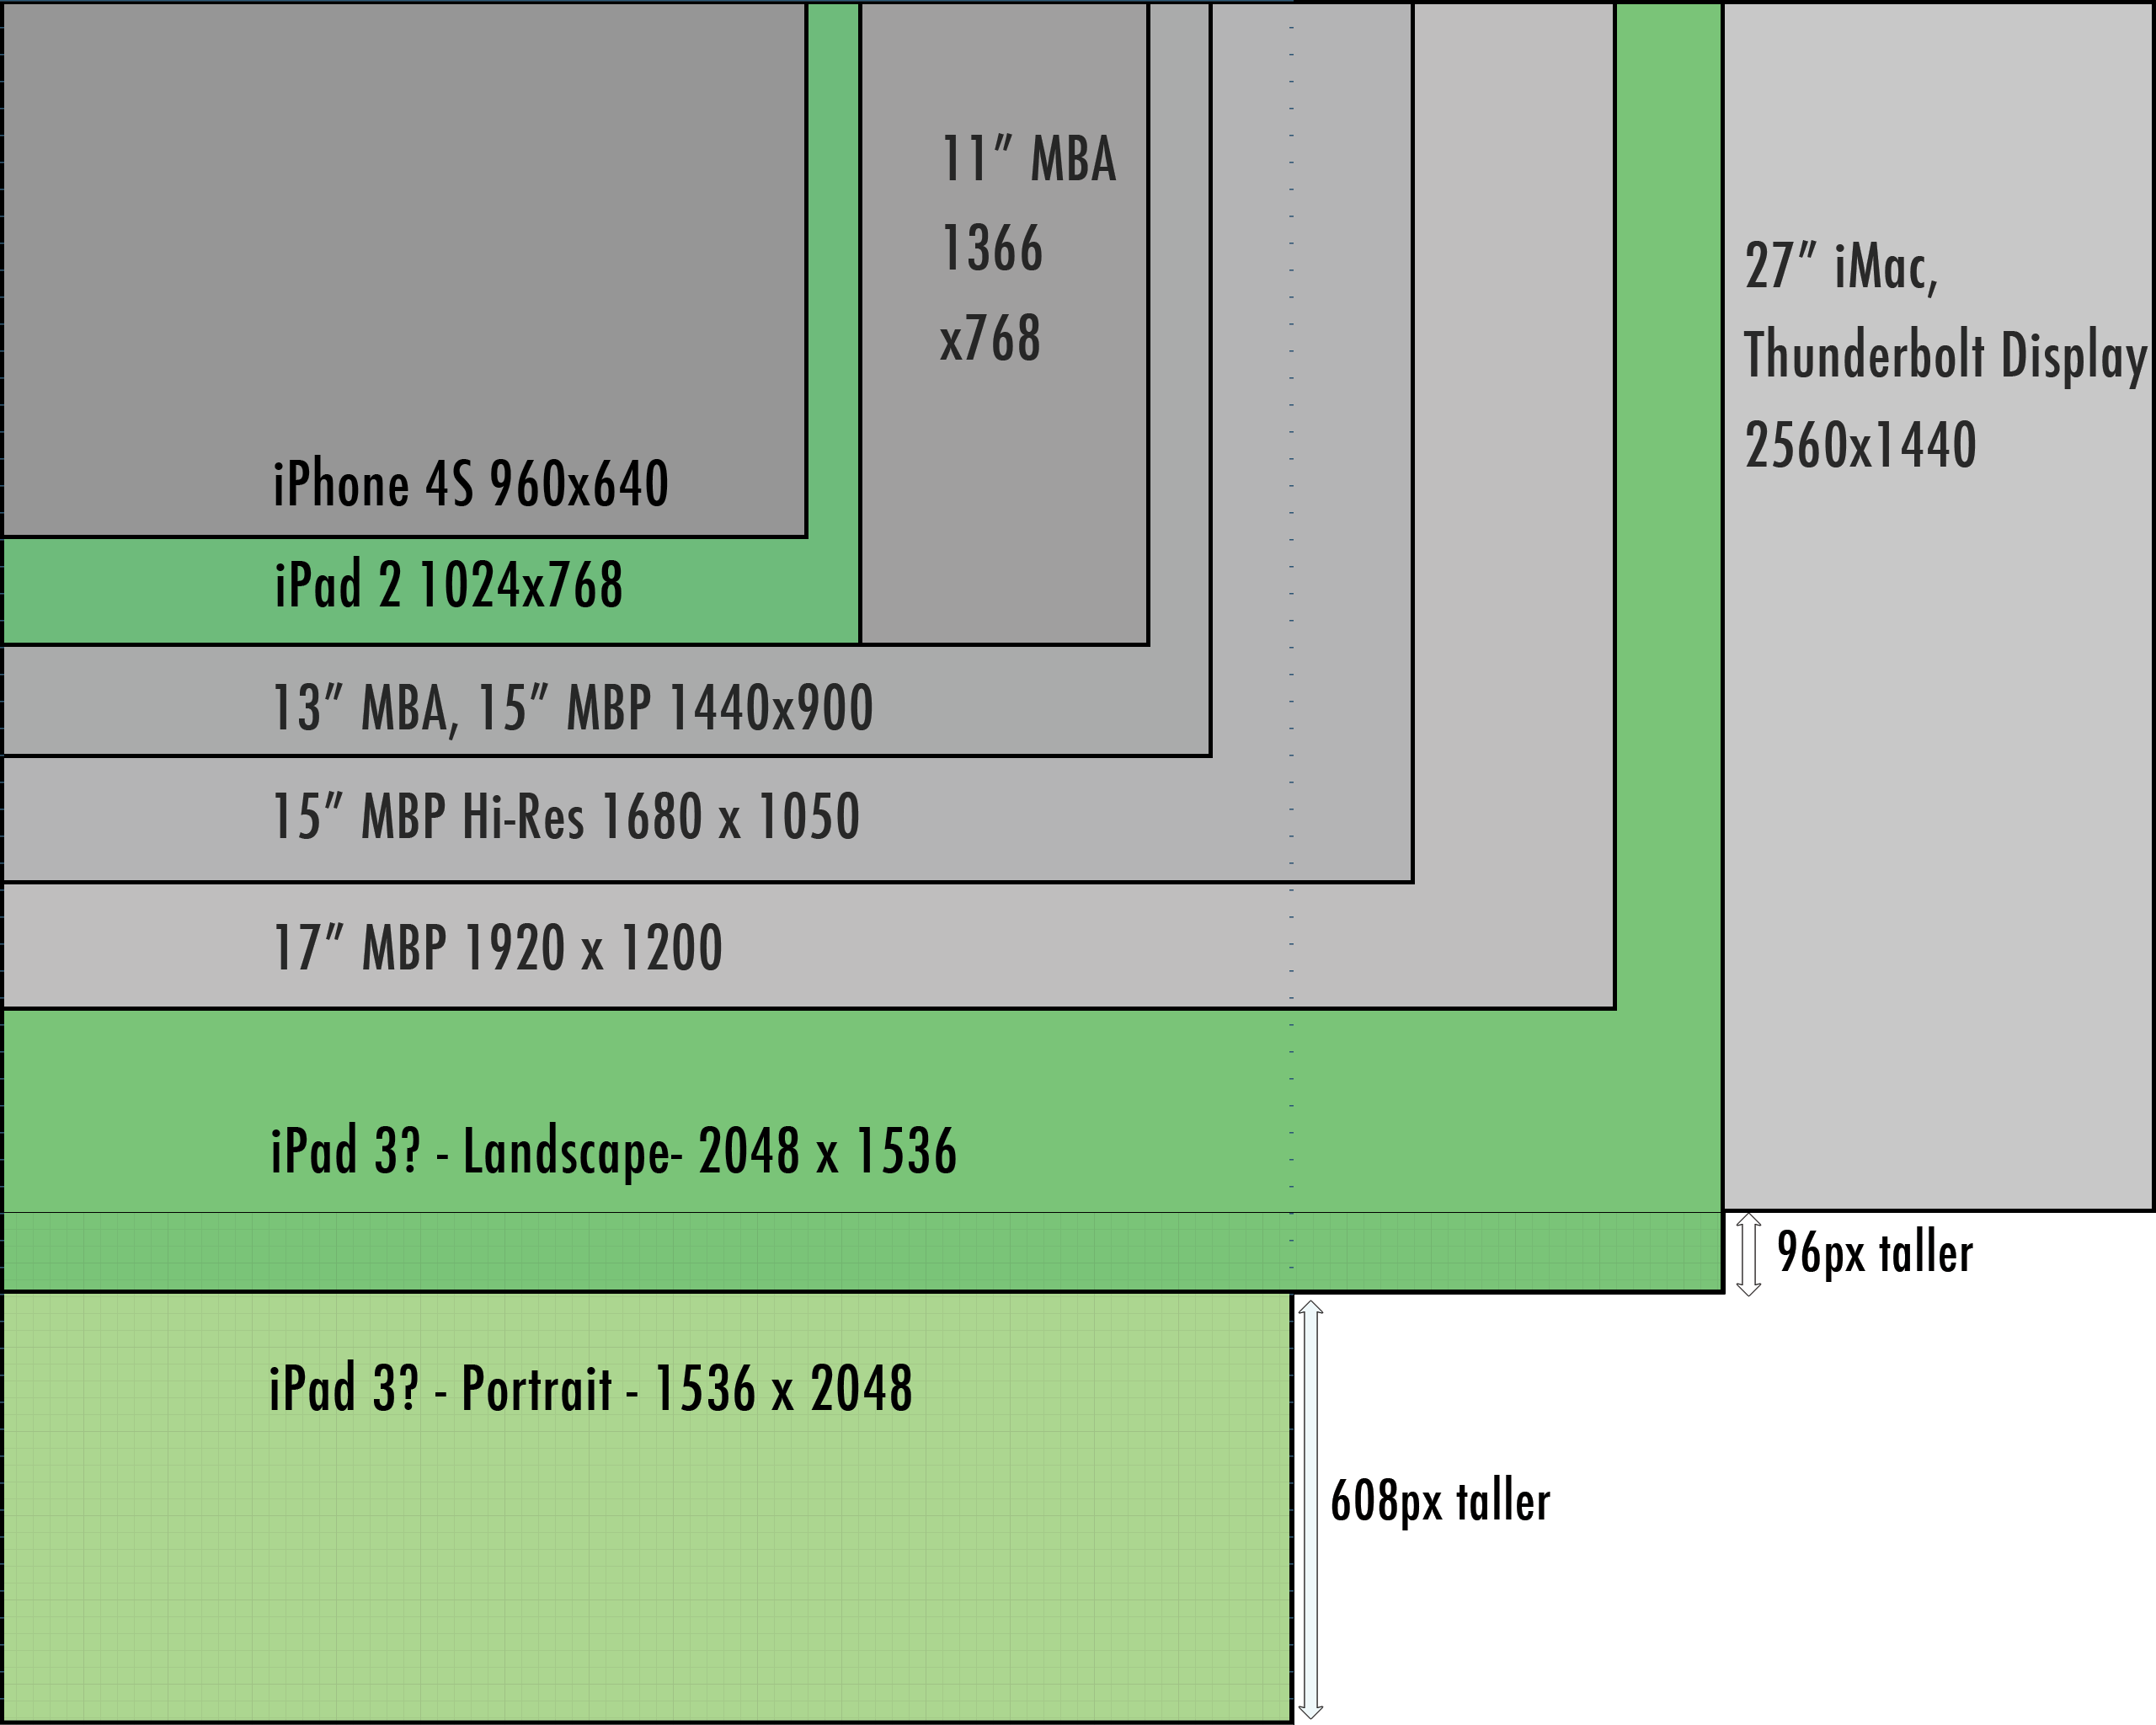 11″ MBA
1366
x768
27″ iMac,
Thunderbolt Display
2560x1440
iPhone 4S 960x640
iPad 2 1024x768
13″ MBA, 15″ MBP 1440x900
15″ MBP Hi-Res 1680 x 1050
17″ MBP 1920 x 1200
iPad 3? - Landscape- 2048 x 1536
96px taller
iPad 3? - Portrait - 1536 x 2048
608px taller